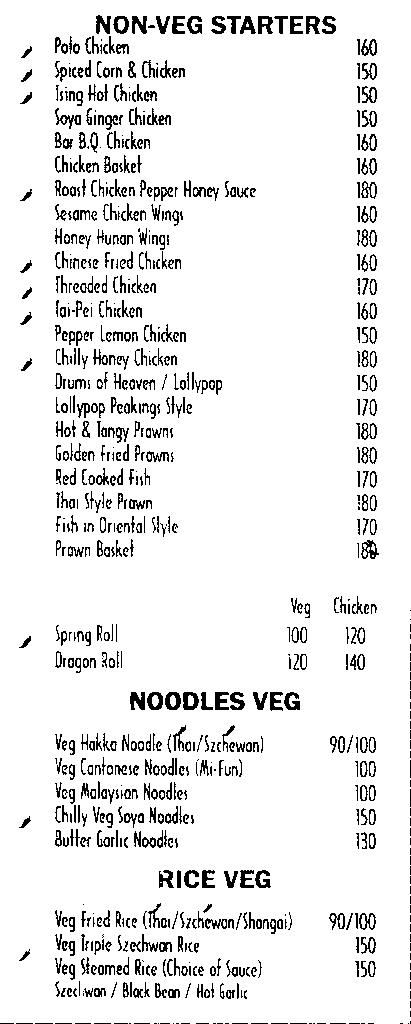 NON-VEG STARTERS
Poto Chicken 160
Spiced Corn & Chicken 150
Tsing Hot Chicken 150
Soya Ginger Chicken 150
Bar B.Q. Chicken 160
Chicken Basket 160
Roast Chicken Pepper Honey Sauce 180
Sesame Chicken Wings 160
Honey Hunan Wings 180
Chinese Fried Chicken 160
Threaded Chicken 170
Tai-Pei Chicken 160
Pepper Lemon Chicken 150
Chilly Honey Chicken 180
Drums of Heaven / Lollypop 150
Lollypop Peakings Style 170
Hot & Tangy Prawns 180
Golden Fried Prawns 180
Red Cooked Fish 170
Thai Style Prawn 180
Fish in Oriental Style 170
Prawn Basket
Veg Chicken
Spring Roll 100 120
Dragon Roll 120 140
NOODLES VEG
Veg Hakka Noodle (Thai/Szchewan) 90/100
Veg Cantonese Noodles (Mi-Fun) 100
Veg Malaysian Noodles 100
Chilly Veg Soya Noodles 150
Butter Garlic Noodles 130
RICE VEG
Veg Fried Rice (Thai/Szchewan/Shangai) 90/100
Veg Triple Szechwan Rice 150
Veg Steamed Rice (Choice of Sauce) 150
Szechwan / Black Bean / Hot Garlic